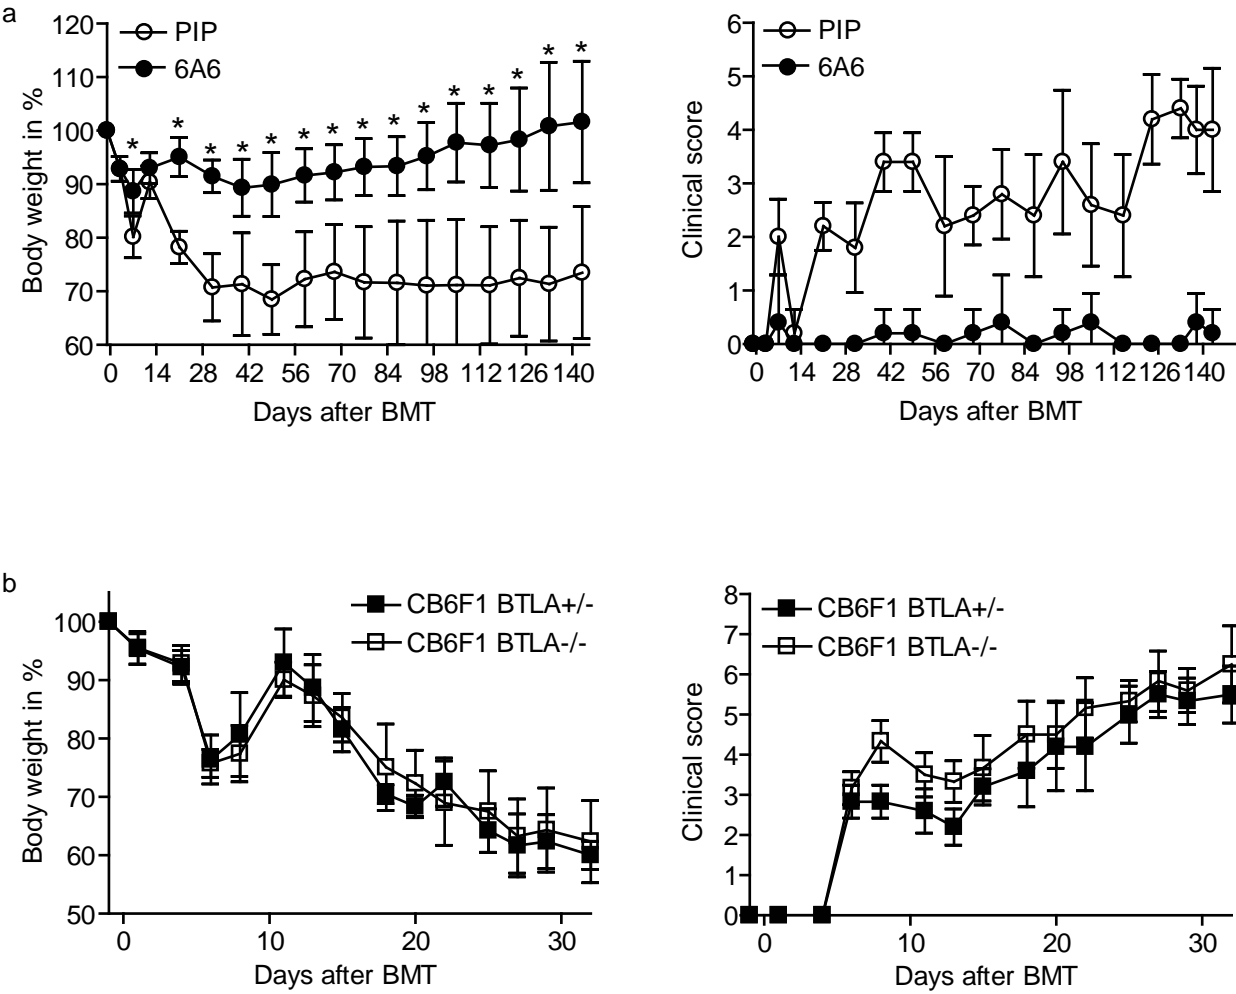 a
PIP
6A6
Body weight in %
120
110
100
90
80
70
60
* * * * * * * * * * * * * * *
0 14 28 42 56 70 84 98 112 126 140
Days after BMT
PIP
6A6
Clinical score
6
5
4
3
2
1
0
0 14 28 42 56 70 84 98 112 126 140
Days after BMT
b
CB6F1 BTLA+/-
CB6F1 BTLA-/-
Body weight in %
100
90
80
70
60
50
0 10 20 30
Days after BMT
CB6F1 BTLA+/-
CB6F1 BTLA-/-
Clinical score
8
7
6
5
4
3
2
1
0
0 10 20 30
Days after BMT